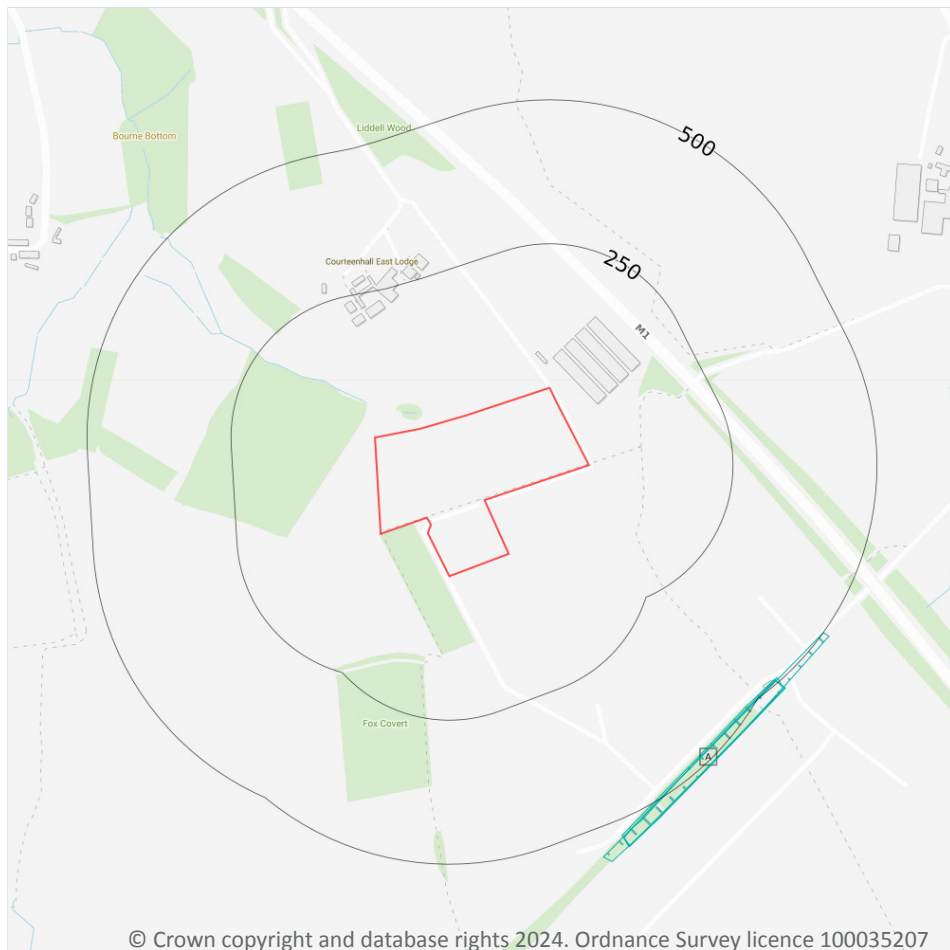 500
Liddell Wood
Bourne Bottom
250
Courteenhall East Lodge
M1
Fox Covert
A
© Crown copyright and database rights 2024. Ordnance Survey licence 100035207